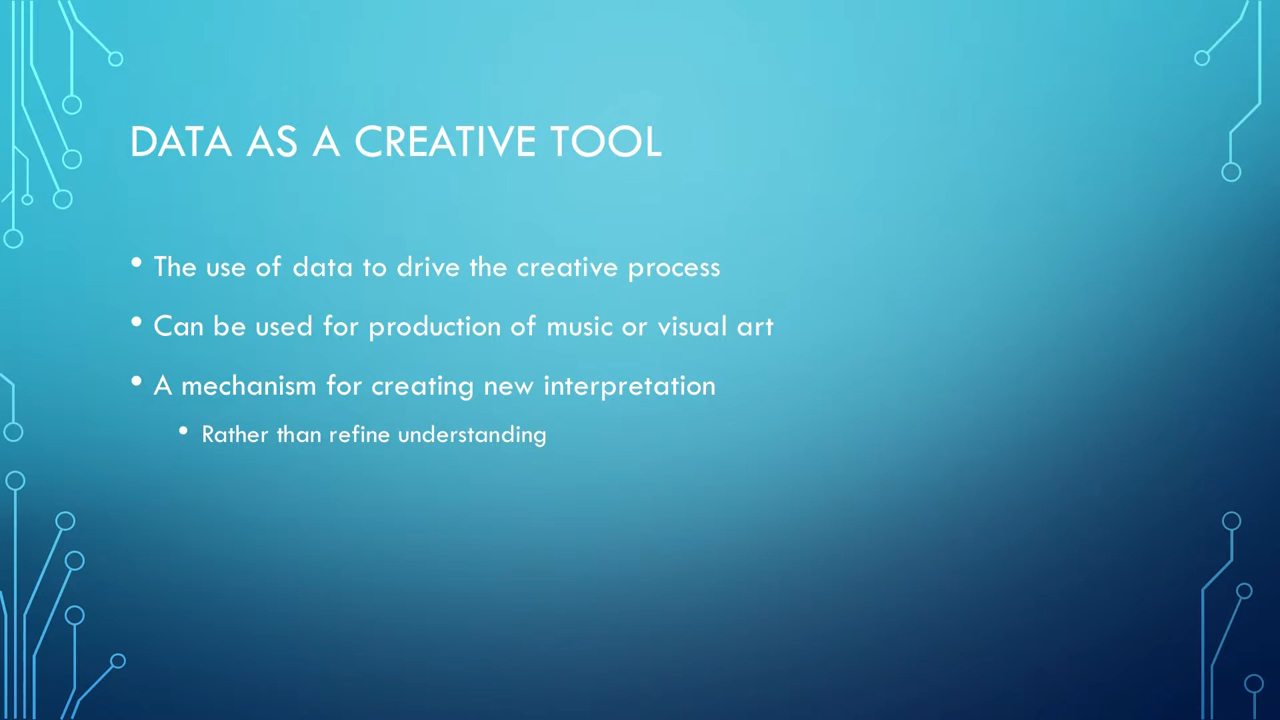 DATA AS A CREATIVE TOOL
• The use of data to drive the creative process
• Can be used for production of music or visual art
• A mechanism for creating new interpretation
• Rather than refine understanding